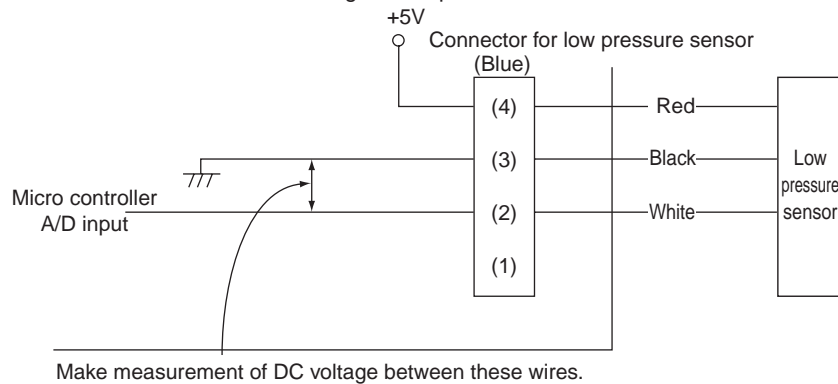 +5V
Connector for low pressure sensor
(Blue)
(4)
Red
(3)
Black
Low
pressure
sensor
Micro controller
A/D input
(2)
White
(1)
Make measurement of DC voltage between these wires.